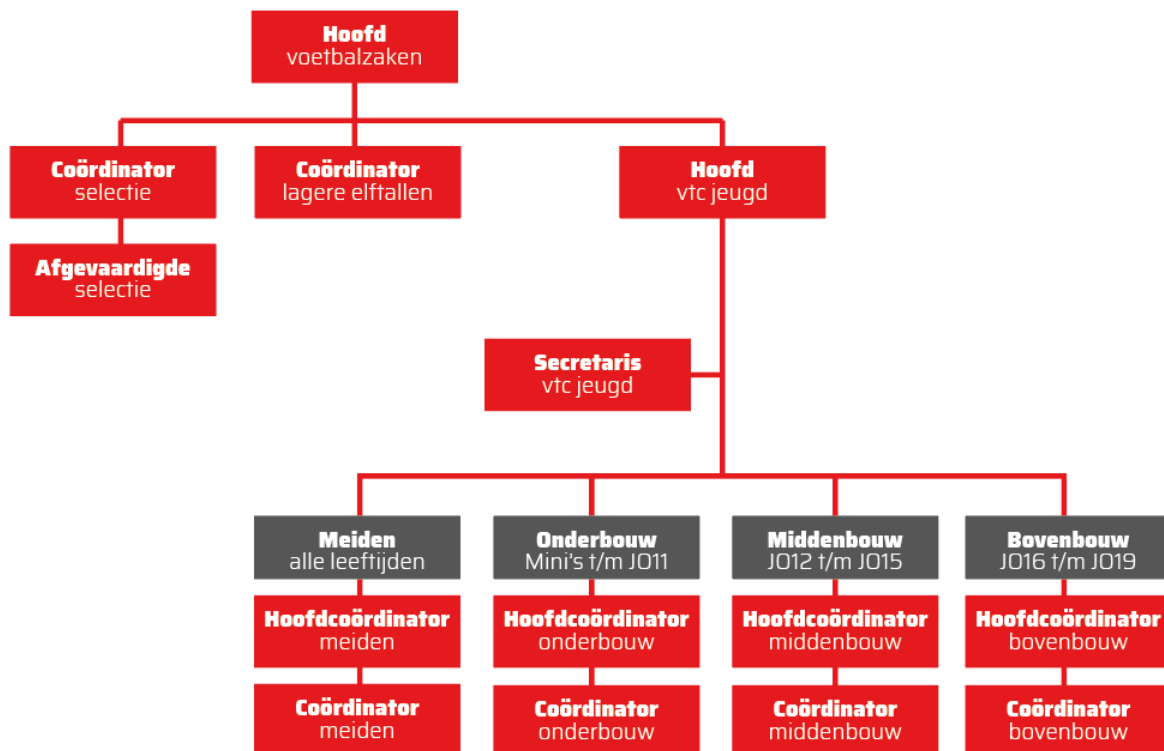 Hoofd
voetbalzaken
Coördinator
selectie
Coördinator
lagere elftallen
Hoofd
vtc jeugd
Afgevaardigde
selectie
Secretaris
vtc jeugd
Meiden
alle leeftijden
Onderbouw
Mini's t/m JO11
Middenbouw
JO12 t/m JO15
Bovenbouw
JO16 t/m JO19
Hoofdcoördinator
meiden
Hoofdcoördinator
onderbouw
Hoofdcoördinator
middenbouw
Hoofdcoördinator
bovenbouw
Coördinator
meiden
Coördinator
onderbouw
Coördinator
middenbouw
Coördinator
bovenbouw